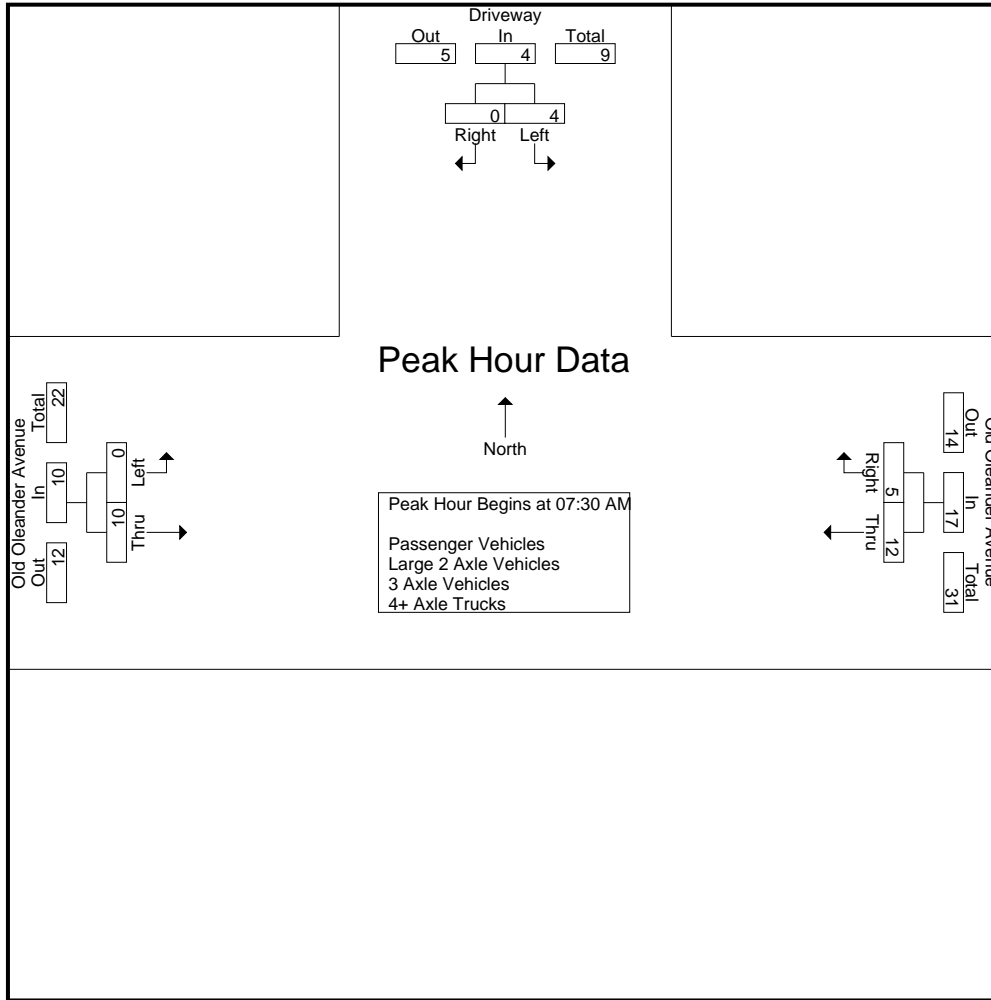 Driveway
Out In Total
5 4 9
0 4
Right Left
Peak Hour Data
North
Peak Hour Begins at 07:30 AM
Passenger Vehicles
Large 2 Axle Vehicles
3 Axle Vehicles
4+ Axle Trucks
Old Oleander Avenue
Out In Total
12 10 22
10 0
Thru Left
Old Oleander Avenue
Out In Total
14 17 31
5 12
Right Thru